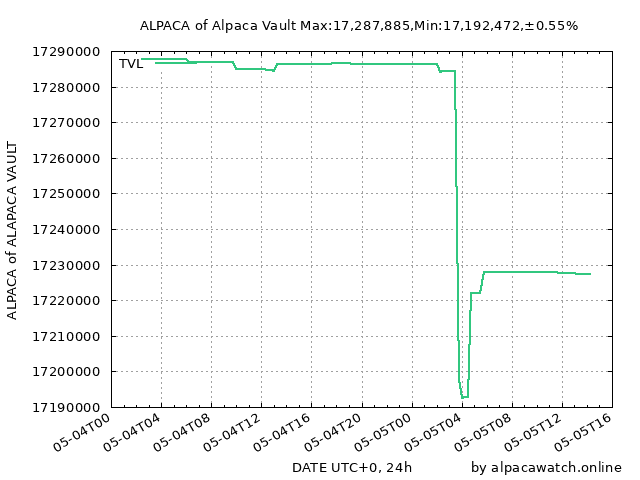 ALPACA of Alpaca Vault Max:17,287,885,Min:17,192,472,±0.55%
17290000
TVL
17280000
17270000
17260000
17250000
17240000
17230000
17220000
17210000
17200000
17190000
ALPACA of ALAPACA VAULT
05-04T00
05-04T04
05-04T08
05-04T12
05-04T16
05-04T20
05-05T00
05-05T04
05-05T08
05-05T12
05-05T16
DATE UTC+0, 24h
by alpacawatch.online